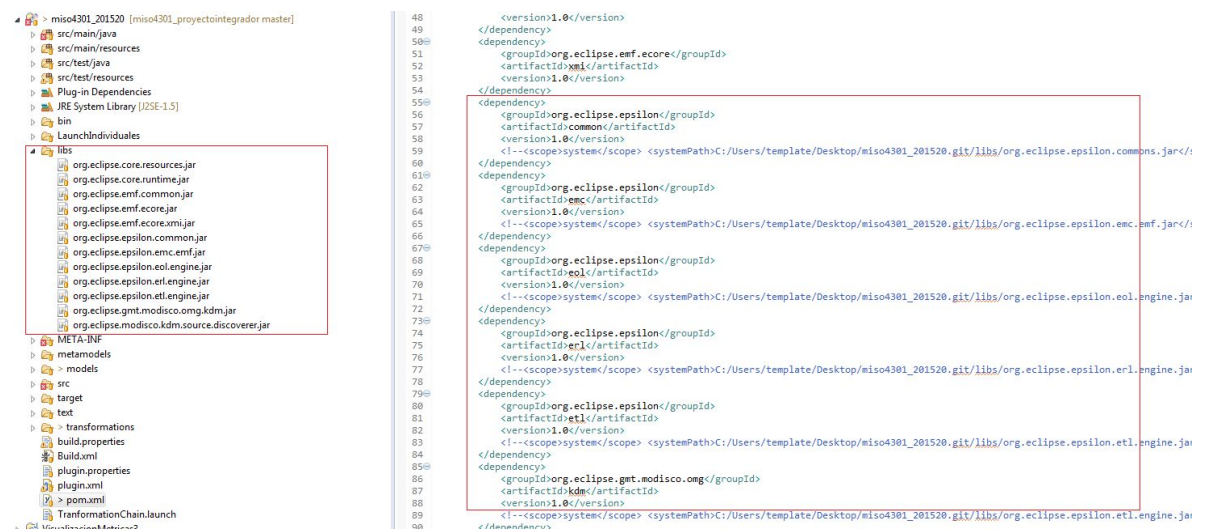 > miso4301_201520 [miso4301_proyectointegrador master]
src/main/java
src/main/resources
src/test/java
src/test/resources
Plug-in Dependencies
JRE System Library [J2SE-1.5]
bin
LaunchIndividuales
libs
org.eclipse.core.resources.jar
org.eclipse.core.runtime.jar
org.eclipse.emf.common.jar
org.eclipse.emf.ecore.jar
org.eclipse.emf.ecore.xmi.jar
org.eclipse.epsilon.common.jar
org.eclipse.epsilon.emc.emf.jar
org.eclipse.epsilon.eol.engine.jar
org.eclipse.epsilon.erl.engine.jar
org.eclipse.epsilon.etl.engine.jar
org.eclipse.gmt.modisco.omg.kdm.jar
org.eclipse.modisco.kdm.source.discoverer.jar
META-INF
metamodels
> models
src
target
text
> transformations
build.properties
Build.xml
plugin.properties
plugin.xml
> pom.xml
TranformationChain.launch
VisualizacionMetricas3
48 <version>1.0</version>
49 </dependency>
50 <dependency>
51 <groupId>org.eclipse.emf.ecore</groupId>
52 <artifactId>xmi</artifactId>
53 <version>1.0</version>
54 </dependency>
55 <dependency>
56 <groupId>org.eclipse.epsilon</groupId>
57 <artifactId>common</artifactId>
58 <version>1.0</version>
59 <!--<scope>system</scope> <systemPath>C:/Users/template/Desktop/miso4301_201520.git/libs/org.eclipse.epsilon.commons.jar</s
60 </dependency>
61 <dependency>
62 <groupId>org.eclipse.epsilon</groupId>
63 <artifactId>emc</artifactId>
64 <version>1.0</version>
65 <!--<scope>system</scope> <systemPath>C:/Users/template/Desktop/miso4301_201520.git/libs/org.eclipse.epsilon.emc.emf.jar</s
66 </dependency>
67 <dependency>
68 <groupId>org.eclipse.epsilon</groupId>
69 <artifactId>eol</artifactId>
70 <version>1.0</version>
71 <!--<scope>system</scope> <systemPath>C:/Users/template/Desktop/miso4301_201520.git/libs/org.eclipse.epsilon.eol.engine.jar
72 </dependency>
73 <dependency>
74 <groupId>org.eclipse.epsilon</groupId>
75 <artifactId>erl</artifactId>
76 <version>1.0</version>
77 <!--<scope>system</scope> <systemPath>C:/Users/template/Desktop/miso4301_201520.git/libs/org.eclipse.epsilon.erl.engine.jar
78 </dependency>
79 <dependency>
80 <groupId>org.eclipse.epsilon</groupId>
81 <artifactId>etl</artifactId>
82 <version>1.0</version>
83 <!--<scope>system</scope> <systemPath>C:/Users/template/Desktop/miso4301_201520.git/libs/org.eclipse.epsilon.etl.engine.jar
84 </dependency>
85 <dependency>
86 <groupId>org.eclipse.gmt.modisco.omg</groupId>
87 <artifactId>kdm</artifactId>
88 <version>1.0</version>
89 <!--<scope>system</scope> <systemPath>C:/Users/template/Desktop/miso4301_201520.git/libs/org.eclipse.epsilon.etl.engine.jar
90 </dependency>